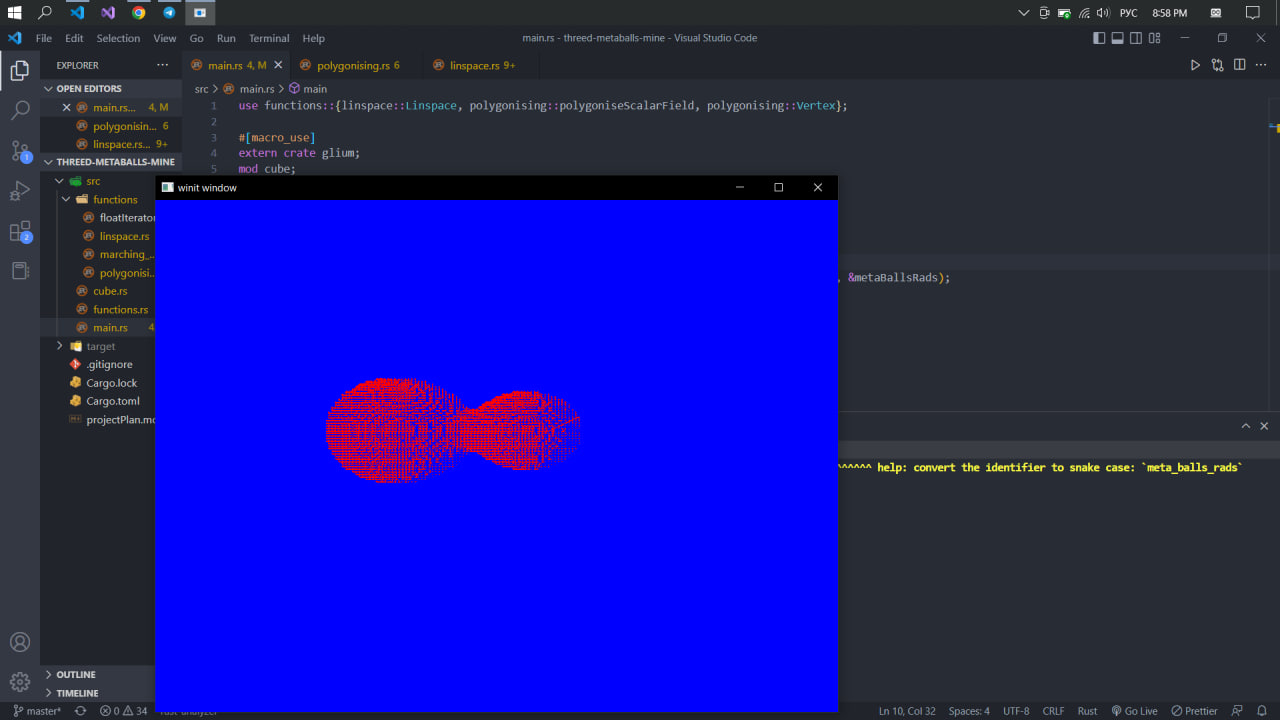 РУС 8:58 PM
File Edit Selection View Go Run Terminal Help
main.rs - threed-metaballs-mine - Visual Studio Code
EXPLORER ···
main.rs 4, M
polygonising.rs 6
linspace.rs 9+
OPEN EDITORS
main.rs... 4, M
polygonisin... 6
linspace.rs... 9+
THREED-METABALLS-MINE
src
functions
floatIterator
linspace.rs
marching_...
polygonisi...
cube.rs
functions.rs
main.rs 4
target
.gitignore
Cargo.lock
Cargo.toml
projectPlan.mc
OUTLINE
TIMELINE
1
2
src > main.rs > main
1 use functions::{linspace::Linspace, polygonising::polygoniseScalarField, polygonising::Vertex};
2
3 #[macro_use]
4 extern crate glium;
5 mod cube;
winit window
, &metaBallsRads);
^^^^^^ help: convert the identifier to snake case: `meta_balls_rads`
master* 0 34 rust-analyzer
Ln 10, Col 32 Spaces: 4 UTF-8 CRLF Rust Go Live Prettier